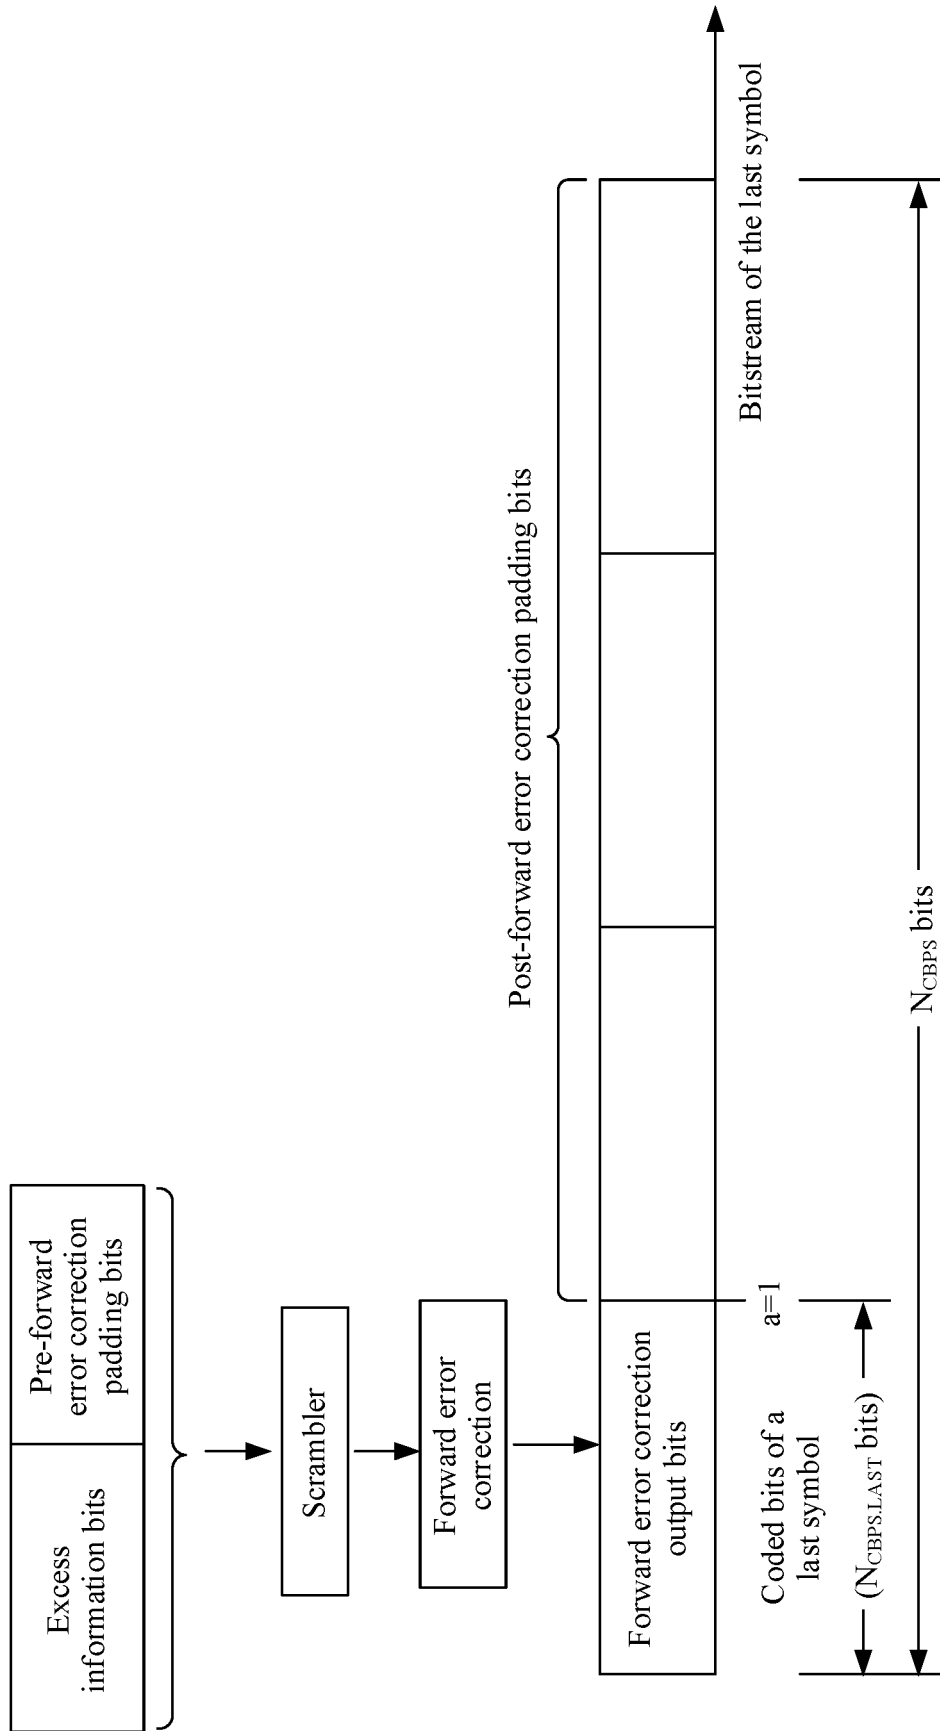 Excess
information bits
Pre-forward
error correction
padding bits
Scrambler
Forward error
correction
Post-forward error correction padding bits
Forward error correction
output bits
Bitstream of the last symbol
a=1
Coded bits of a
last symbol
(NCBPS.LAST bits)
NCBPS bits